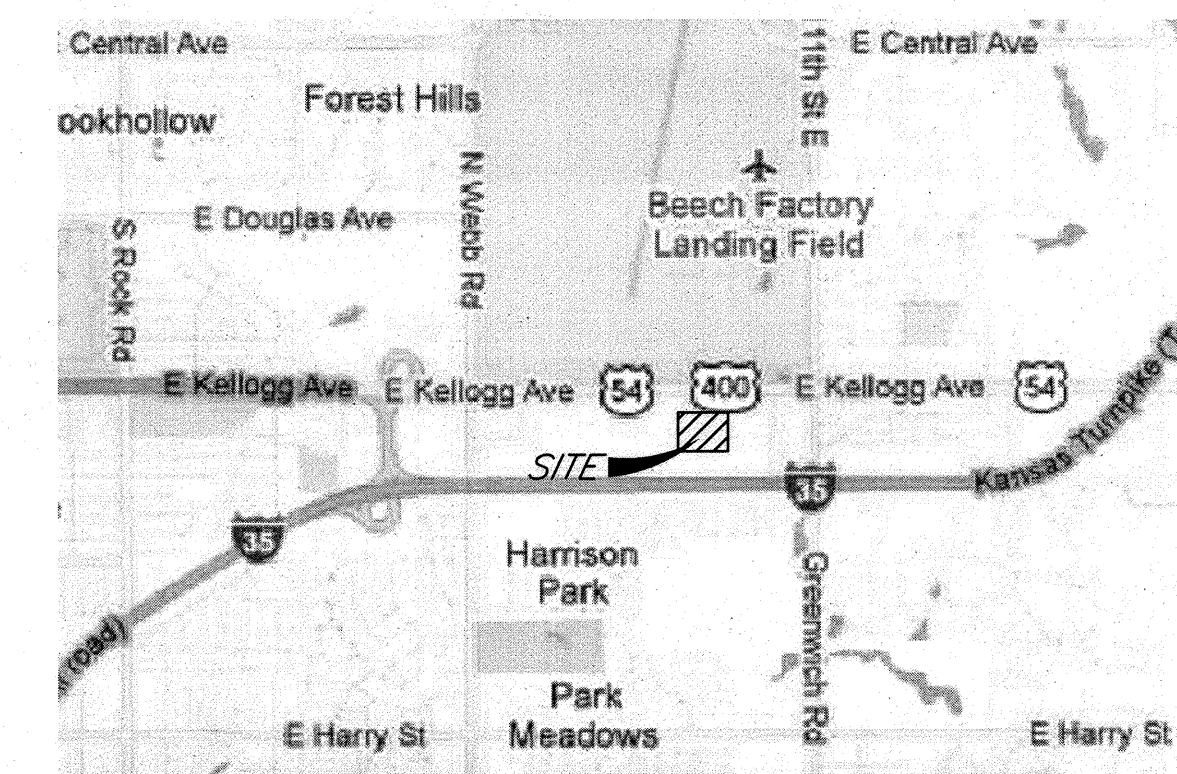 Central Ave
E Central Ave
11th St E
Forest Hills
ookhollow
N Webb Rd
Beech Factory
Landing Field
E Douglas Ave
S Rock Rd
E Kellogg Ave
E Kellogg Ave
54
400
E Kellogg Ave
54
Kansas Turnpike
SITE
35
35
Harrison
Park
Greenwich Rd
road)
Park
Meadows
E Harry St
E Harry St